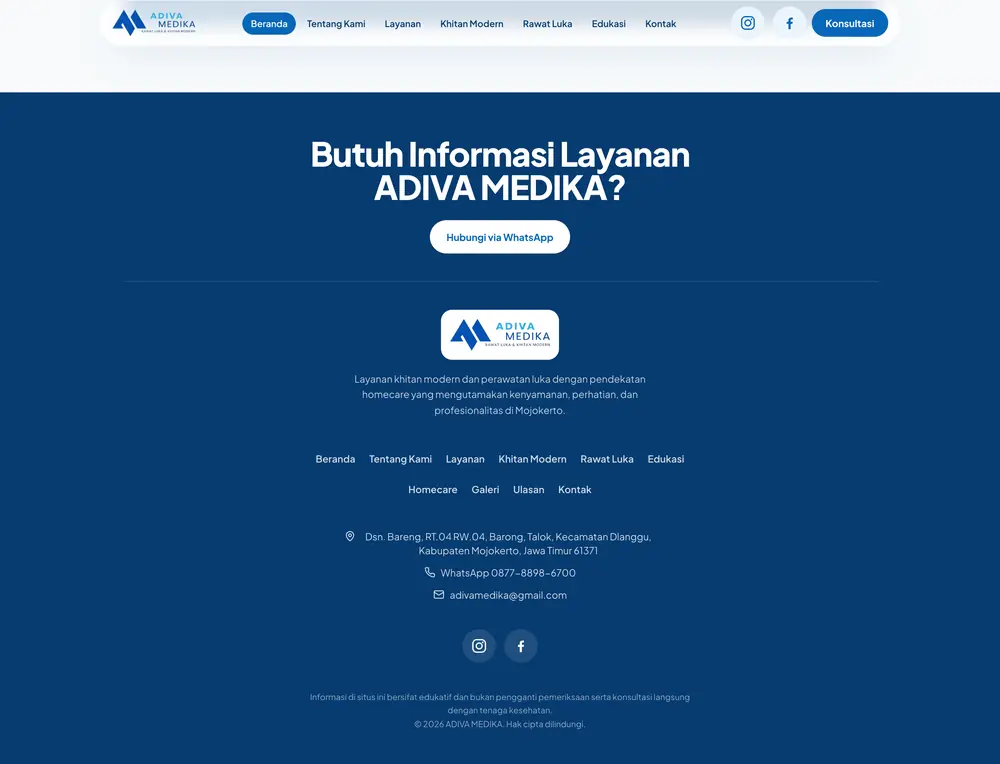 ADIVA
MEDIKA
RAWAT LUKA & KHITAN MODERN
Beranda
Tentang Kami
Layanan
Khitan Modern
Rawat Luka
Edukasi
Kontak
Konsultasi
Butuh Informasi Layanan
ADIVA MEDIKA?
Hubungi via WhatsApp
ADIVA
MEDIKA
RAWAT LUKA & KHITAN MODERN
Layanan khitan modern dan perawatan luka dengan pendekatan
homecare yang mengutamakan kenyamanan, perhatian, dan
profesionalitas di Mojokerto.
Beranda Tentang Kami Layanan Khitan Modern Rawat Luka Edukasi
Homecare Galeri Ulasan Kontak
Dsn. Bareng, RT.04 RW.04, Barong, Talok, Kecamatan Dlanggu,
Kabupaten Mojokerto, Jawa Timur 61371
WhatsApp 0877-8898-6700
adivamedika@gmail.com
Informasi di situs ini bersifat edukatif dan bukan pengganti pemeriksaan serta konsultasi langsung
dengan tenaga kesehatan.
© 2026 ADIVA MEDIKA. Hak cipta dilindungi.